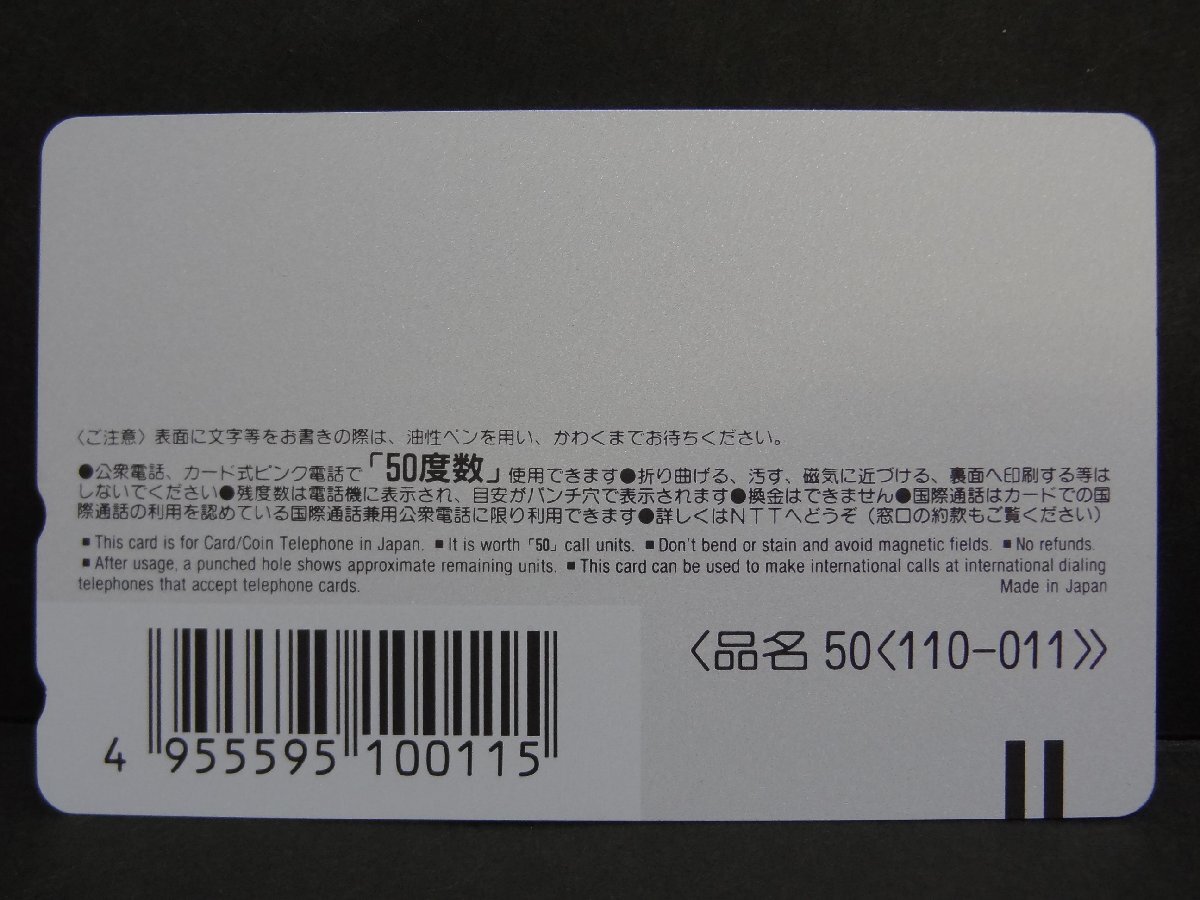 〈ご注意〉表面に文字等をお書きの際は、油性ペンを用い、かわくまでお待ちください。
●公衆電話、カード式ピンク電話で「50度数」使用できます●折り曲げる、汚す、磁気に近づける、裏面へ印刷する等は
しないでください●残度数は電話機に表示され、目安がパンチ穴で表示されます●換金はできません●国際通話はカードでの国
際通話の利用を認めている国際通話兼用公衆電話に限り利用できます●詳しくはNTTへどうぞ（窓口の約款もご覧ください）
■ This card is for Card/Coin Telephone in Japan. ■ It is worth「50」call units. ■ Don't bend or stain and avoid magnetic fields. ■ No refunds.
■ After usage, a punched hole shows approximate remaining units. ■ This card can be used to make international calls at international dialing
telephones that accept telephone cards. Made in Japan
〈品名 50〈110-011〉〉
4 955595 100115